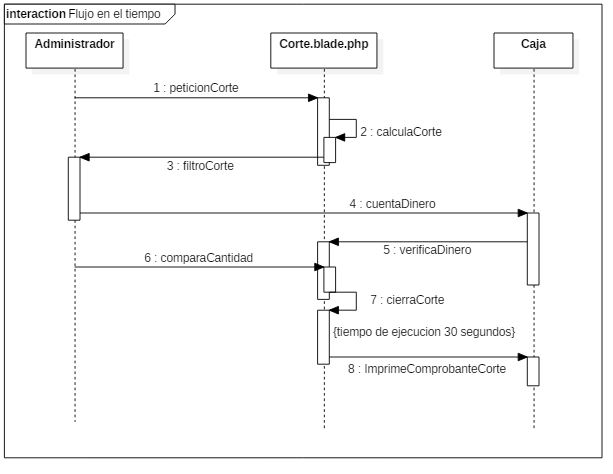 interaction Flujo en el tiempo
Administrador
Corte.blade.php
Caja
1 : peticionCorte
2 : calculaCorte
3 : filtroCorte
4 : cuentaDinero
5 : verificaDinero
6 : comparaCantidad
7 : cierraCorte
{tiempo de ejecucion 30 segundos}
8 : ImprimeComprobanteCorte